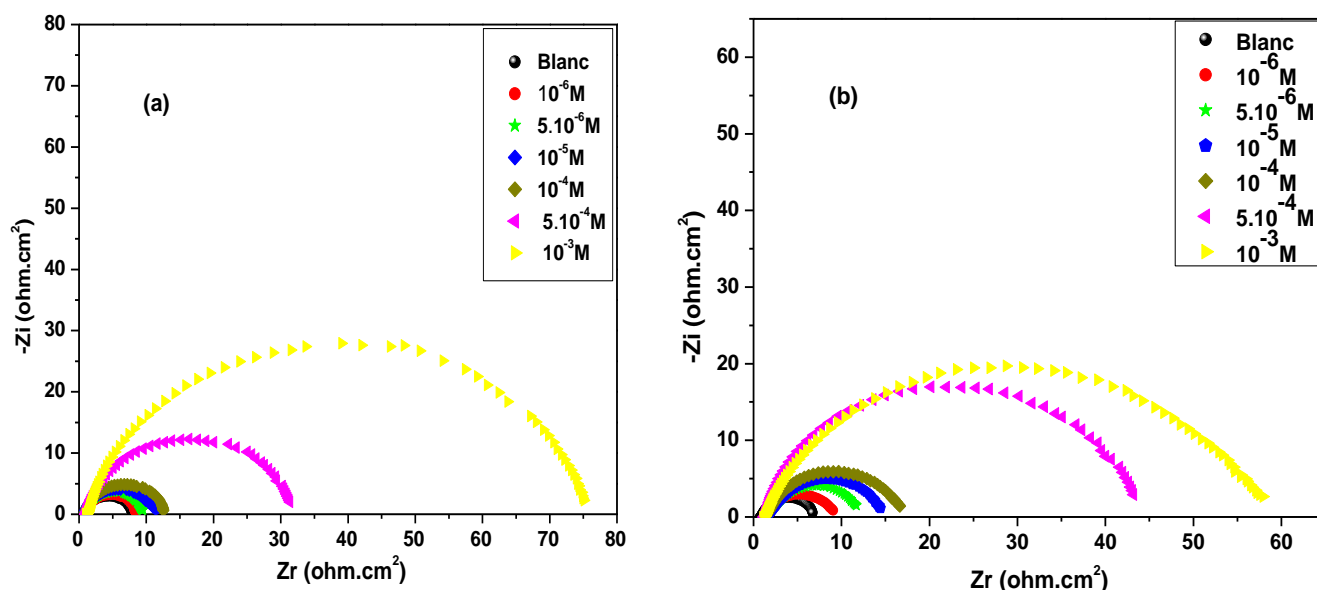 (a)
Blanc
10⁻⁶M
5.10⁻⁶M
10⁻⁵M
10⁻⁴M
5.10⁻⁴M
10⁻³M
80
70
60
50
40
30
20
10
0
-Zi (ohm.cm²)
0 10 20 30 40 50 60 70 80
Zr (ohm.cm²)
(b)
Blanc
10⁻⁶M
5.10⁻⁶M
10⁻⁵M
10⁻⁴M
5.10⁻⁴M
10⁻³M
60
50
40
30
20
10
0
-Zi (ohm.cm²)
0 10 20 30 40 50 60
Zr (ohm.cm²)